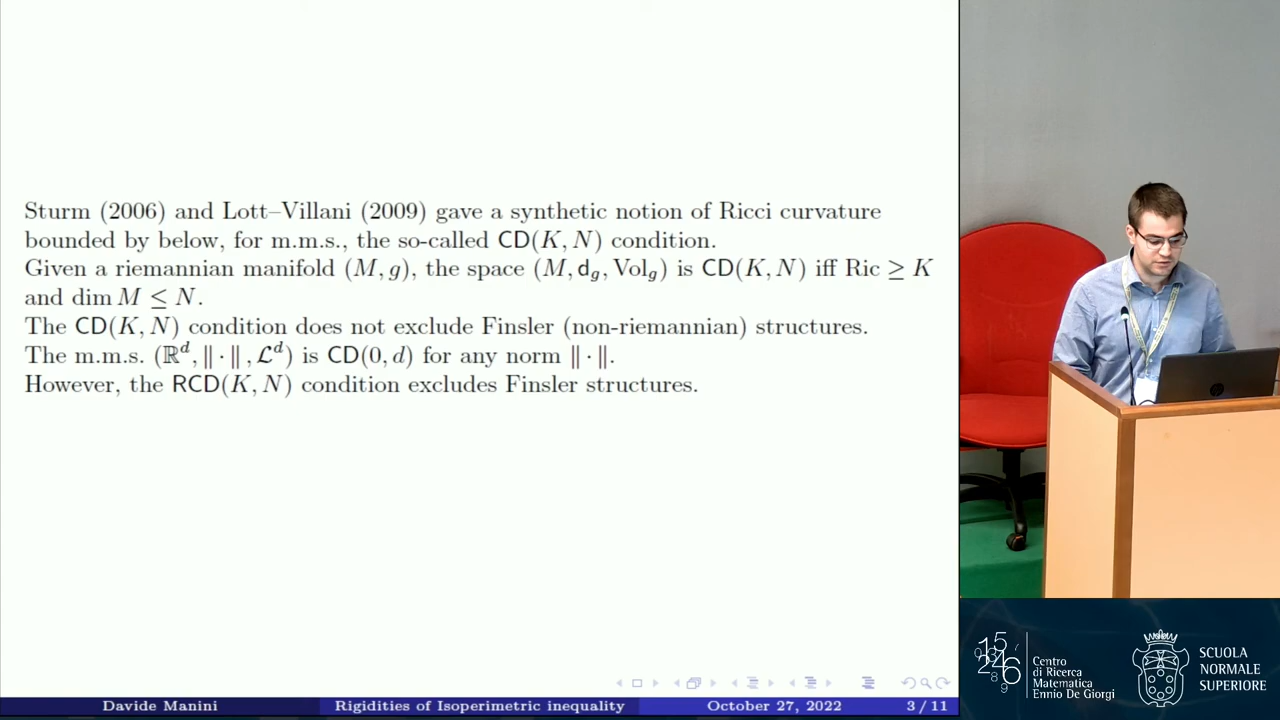 Sturm (2006) and Lott–Villani (2009) gave a synthetic notion of Ricci curvature
bounded by below, for m.m.s., the so-called CD(K, N) condition.
Given a riemannian manifold (M, g), the space (M, d_g, Vol_g) is CD(K, N) iff Ric ≥ K
and dim M ≤ N.
The CD(K, N) condition does not exclude Finsler (non-riemannian) structures.
The m.m.s. (ℝ^d, ‖ · ‖, ℒ^d) is CD(0, d) for any norm ‖ · ‖.
However, the RCD(K, N) condition excludes Finsler structures.
Davide Manini
Rigidities of Isoperimetric inequality
October 27, 2022
3 / 11
Centro
di Ricerca
Matematica
Ennio De Giorgi
SCUOLA
NORMALE
SUPERIORE